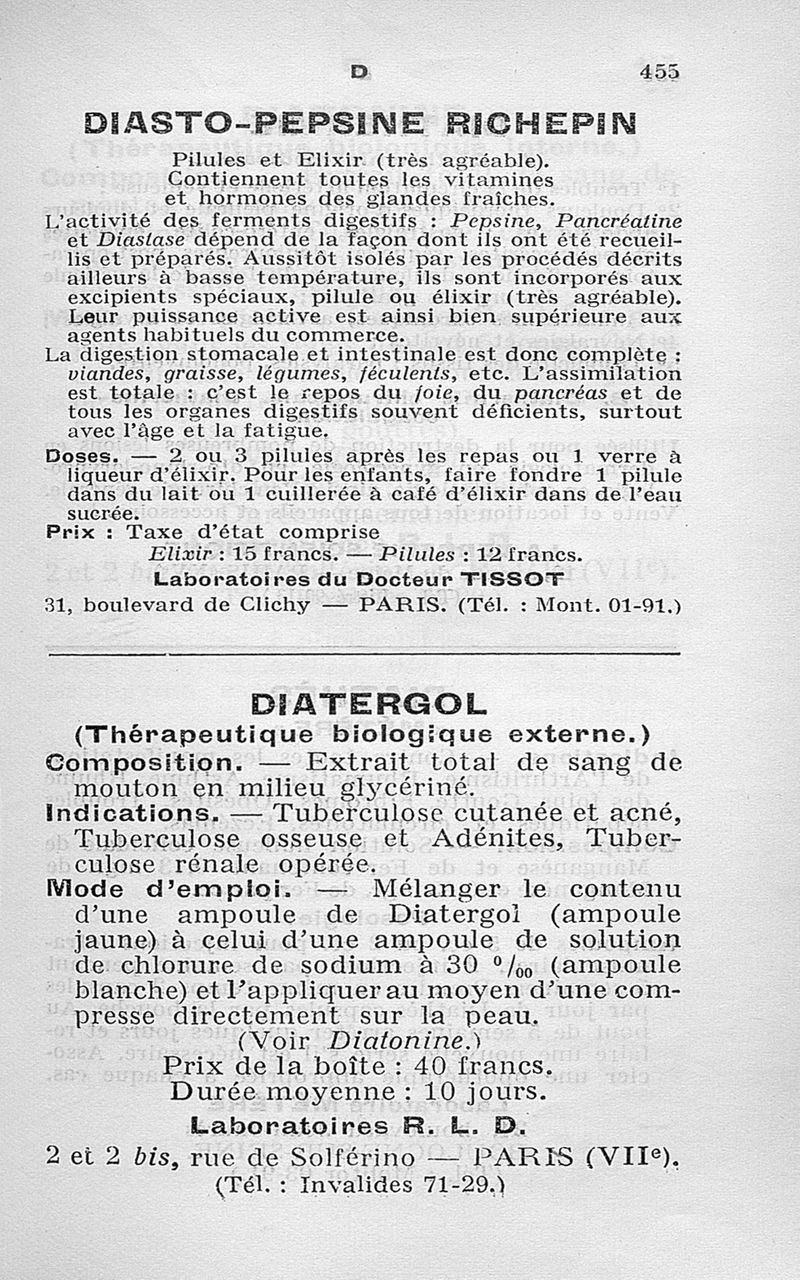 D 455
DIASTO-PEPSINE RICHEPIN
Pilules et Elixir (très agréable).
Contiennent toutes les vitamines
et hormones des glandes fraîches.
L'activité des ferments digestifs : Pepsine, Pancréatine
et Diastase dépend de la façon dont ils ont été recueil-
lis et préparés. Aussitôt isolés par les procédés décrits
ailleurs à basse température, ils sont incorporés aux
excipients spéciaux, pilule ou élixir (très agréable).
Leur puissance active est ainsi bien supérieure aux
agents habituels du commerce.
La digestion stomacale et intestinale est donc complète :
viandes, graisse, légumes, féculents, etc. L'assimilation
est totale : c'est le repos du foie, du pancréas et de
tous les organes digestifs souvent déficients, surtout
avec l'âge et la fatigue.
Doses. — 2 ou 3 pilules après les repas ou 1 verre à
liqueur d'élixir. Pour les enfants, faire fondre 1 pilule
dans du lait ou 1 cuillerée à café d'élixir dans de l'eau
sucrée.
Prix : Taxe d'état comprise
Elixir : 15 francs. — Pilules : 12 francs.
Laboratoires du Docteur TISSOT
31, boulevard de Clichy — PARIS. (Tél. : Mont. 01-91.)
DIATERGOL
(Thérapeutique biologique externe.)
Composition. — Extrait total de sang de
mouton en milieu glycériné.
Indications. — Tuberculose cutanée et acné,
Tuberculose osseuse et Adénites, Tuber-
culose rénale opérée.
Mode d'emploi. — Mélanger le contenu
d'une ampoule de Diatergol (ampoule
jaune) à celui d'une ampoule de solution
de chlorure de sodium à 30 ‰ (ampoule
blanche) et l'appliquer au moyen d'une com-
presse directement sur la peau.
(Voir Diatonine.)
Prix de la boîte : 40 francs.
Durée moyenne : 10 jours.
Laboratoires R. L. D.
2 et 2 bis, rue de Solférino — PARIS (VIIe).
(Tél. : Invalides 71-29.)